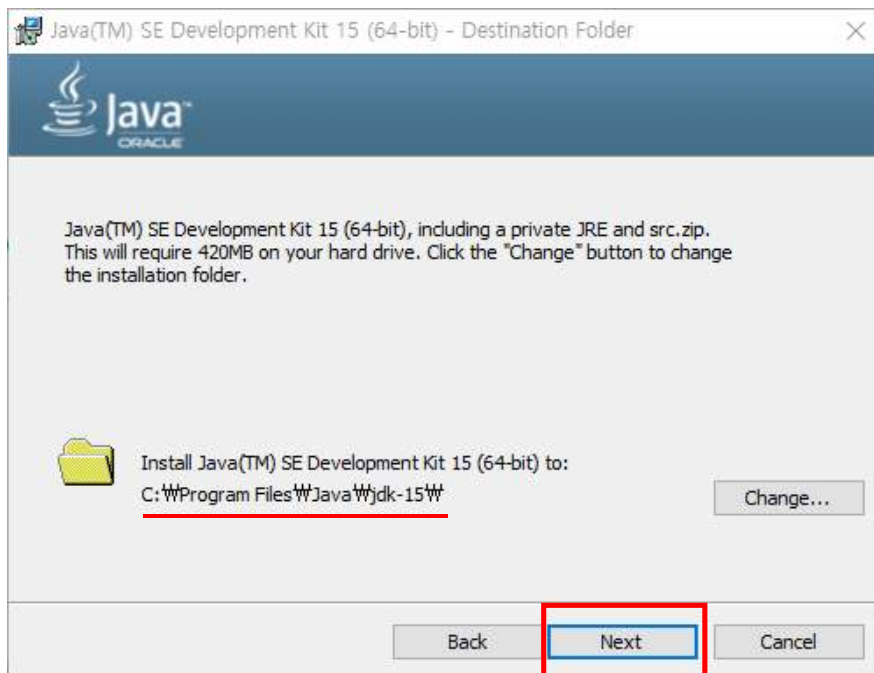 Java(TM) SE Development Kit 15 (64-bit) - Destination Folder
Java™
ORACLE
Java(TM) SE Development Kit 15 (64-bit), including a private JRE and src.zip.
This will require 420MB on your hard drive. Click the "Change" button to change
the installation folder.
Install Java(TM) SE Development Kit 15 (64-bit) to:
C:₩Program Files₩Java₩jdk-15₩
Change...
Back
Next
Cancel